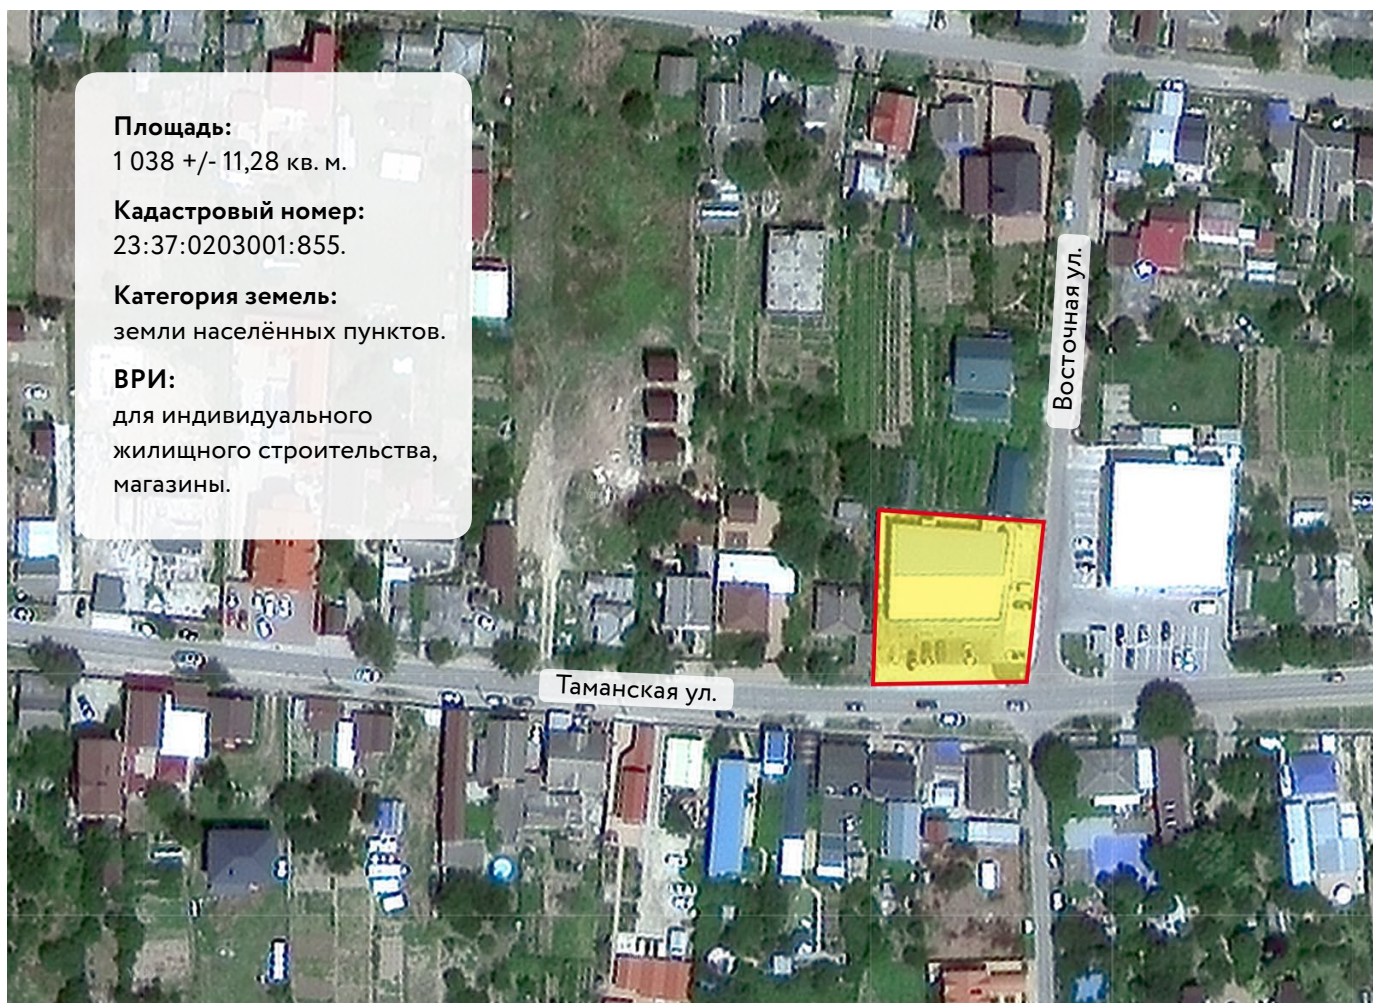 Площадь:
1 038 +/- 11,28 кв. м.
Кадастровый номер:
23:37:0203001:855.
Категория земель:
земли населённых пунктов.
ВРИ:
для индивидуального
жилищного строительства,
магазины.
Восточная ул.
Таманская ул.